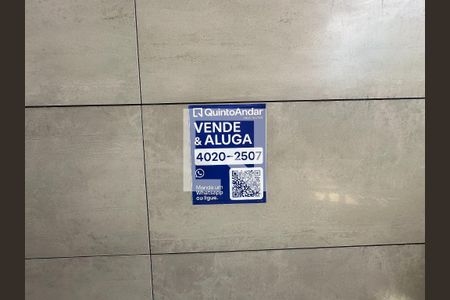 QuintoAndar
VENDE
& ALUGA
4020-2507
Mande um
Whatsapp
ou ligue.